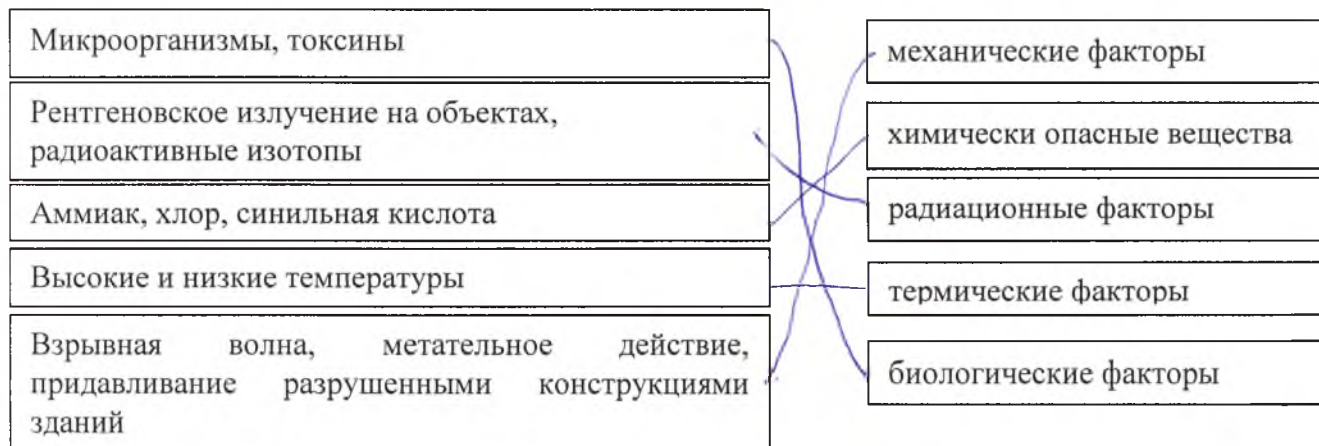 Микроорганизмы, токсины
Рентгеновское излучение на объектах,
радиоактивные изотопы
Аммиак, хлор, синильная кислота
Высокие и низкие температуры
Взрывная волна, метательное действие,
придавливание разрушенными конструкциями
зданий
механические факторы
химически опасные вещества
радиационные факторы
термические факторы
биологические факторы